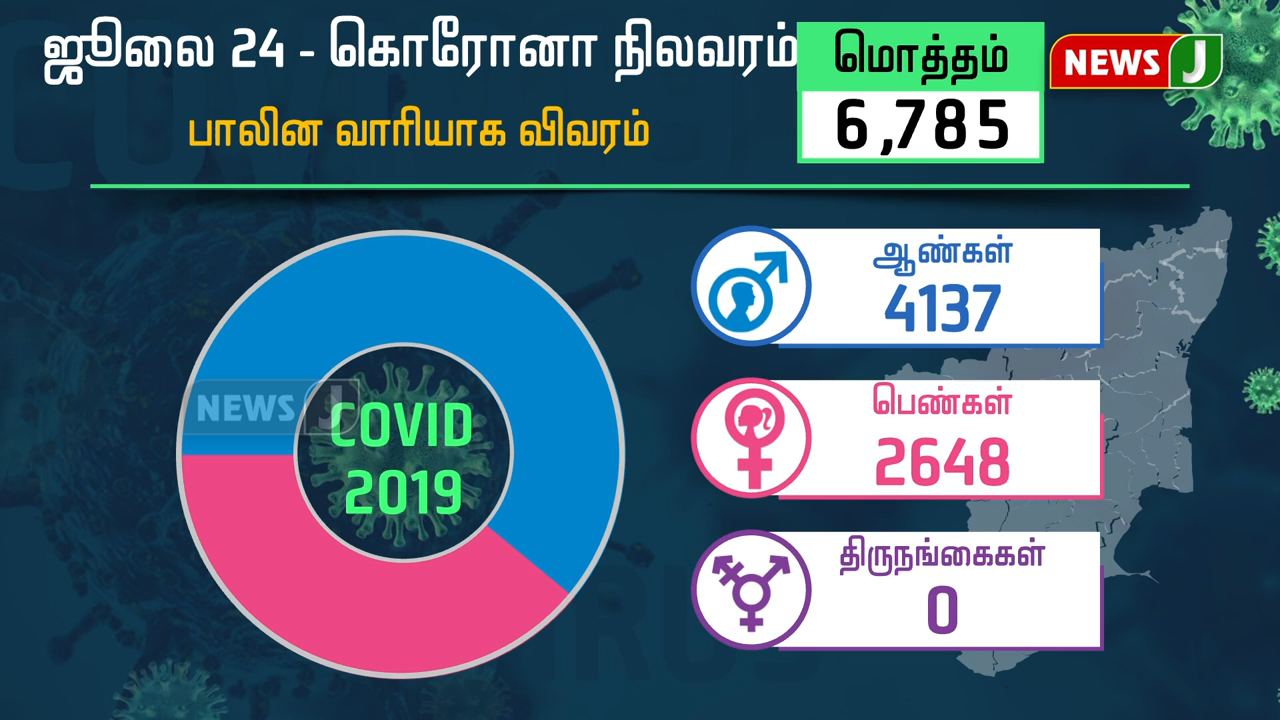 ஜூலை 24 - கொரோனா நிலவரம்
பாலின வாரியாக விவரம்
மொத்தம்
6,785
NEWS J
ஆண்கள்
4137
பெண்கள்
2648
திருநங்கைகள்
0
NEWS J
COVID
2019